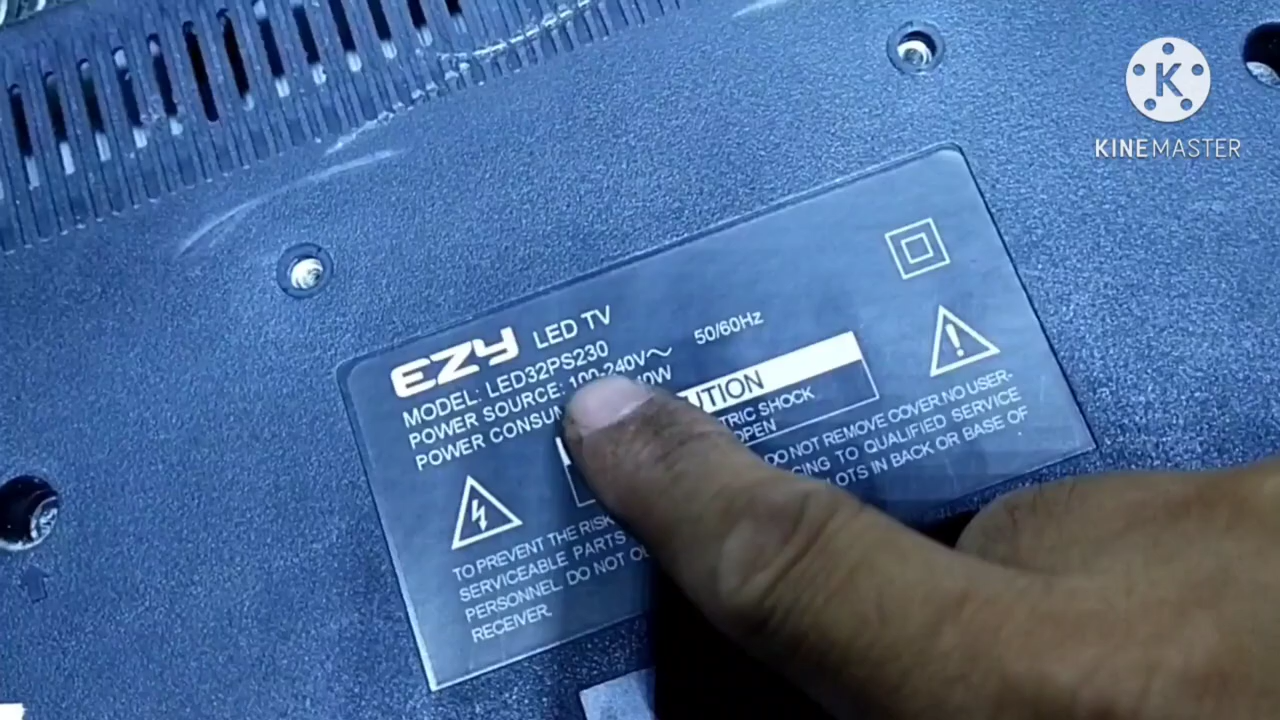 K
KINEMASTER
EZY LED TV
MODEL: LED32PS230
POWER SOURCE: 100-240V~ 50/60Hz
POWER CONSUM 40W
UTION
TRIC SHOCK
OPEN
TO PREVENT THE RISK DO NOT REMOVE COVER.NO USER-
SERVICEABLE PARTS CING TO QUALIFIED SERVICE
PERSONNEL. DO NOT LOTS IN BACK OR BASE OF
RECEIVER.